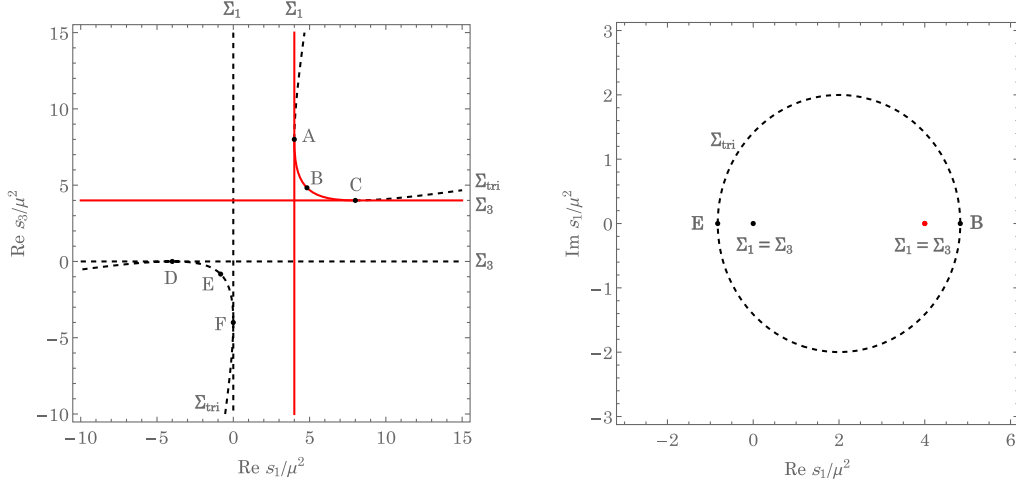 Σ₁ Σ₁
15
10
5
0
−5
−10
−10 −5 0 5 10 15
Re s₃/μ²
Re s₁/μ²
A
B
C
D
E
F
Σtri
Σ₃
Σ₃
Σtri
3
2
1
0
−1
−2
−3
−2 0 2 4 6
Im s₁/μ²
Re s₁/μ²
Σtri
E
B
Σ₁ = Σ₃
Σ₁ = Σ₃